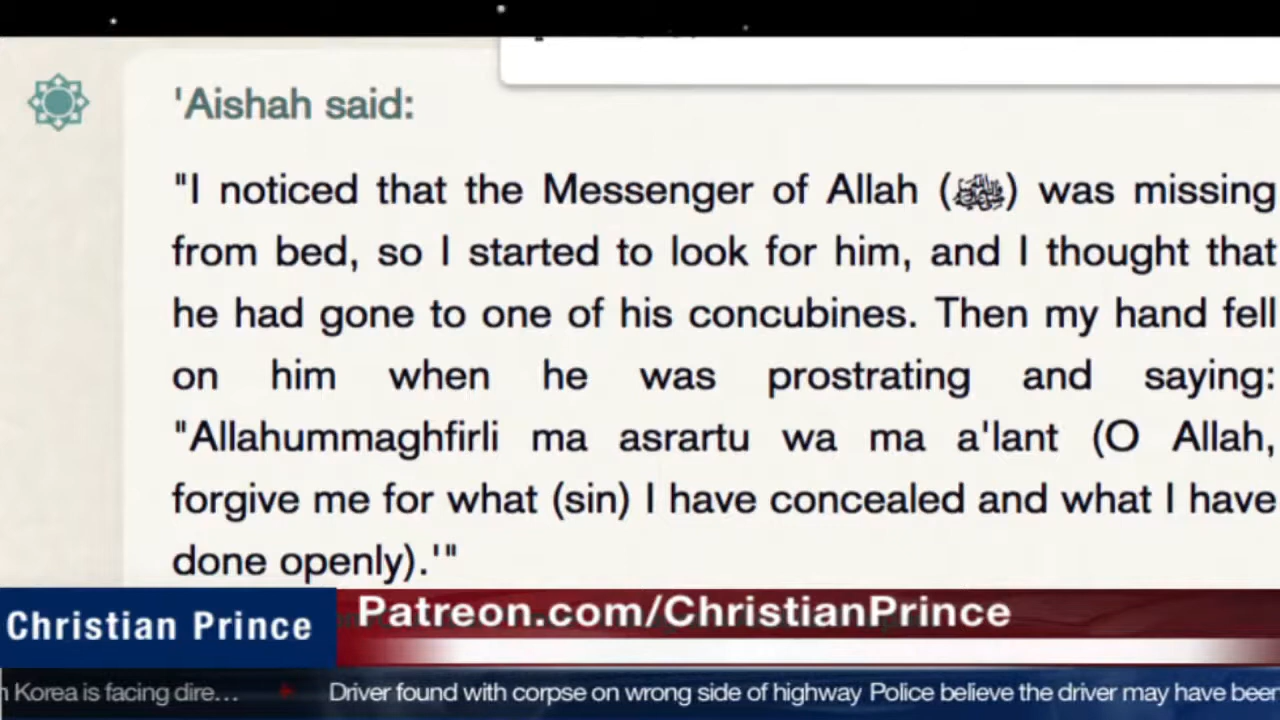 'Aishah said:
"I noticed that the Messenger of Allah (ﷺ) was missing
from bed, so I started to look for him, and I thought that
he had gone to one of his concubines. Then my hand fell
on him when he was prostrating and saying:
"Allahummaghfirli ma asrartu wa ma a'lant (O Allah,
forgive me for what (sin) I have concealed and what I have
done openly).'"
Christian Prince
Patreon.com/ChristianPrince
Korea is facing dire... Driver found with corpse on wrong side of highway Police believe the driver may have been